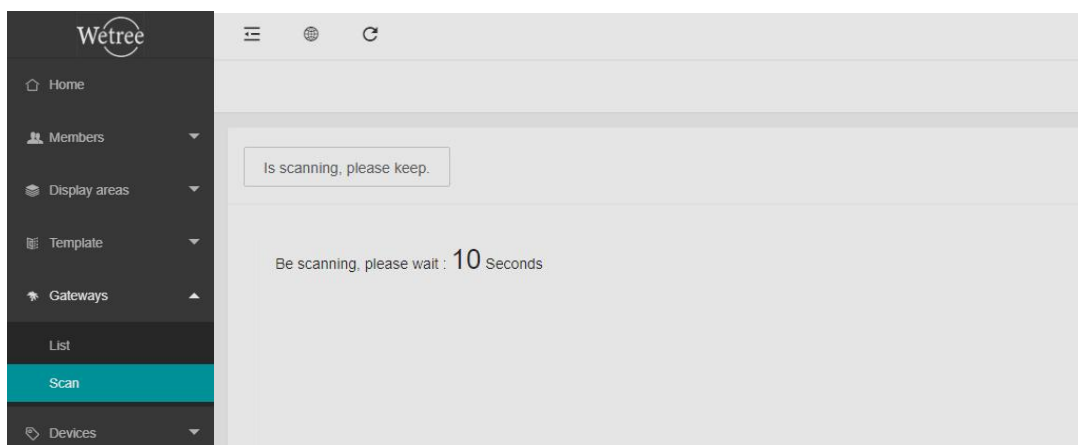 Wetree
Home
Members
Display areas
Template
Gateways
List
Scan
Devices
Is scanning, please keep.
Be scanning, please wait : 10 Seconds